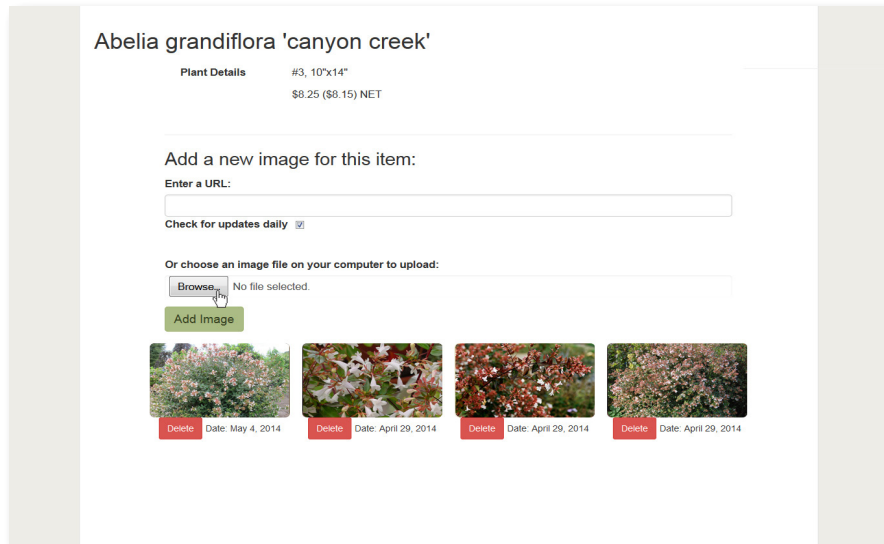 Abelia grandiflora 'canyon creek'
Plant Details #3, 10"x14"
$8.25 ($8.15) NET
Add a new image for this item:
Enter a URL:
Check for updates daily
Or choose an image file on your computer to upload:
Browse... No file selected.
Add Image
Delete Date: May 4, 2014 Delete Date: April 29, 2014 Delete Date: April 29, 2014 Delete Date: April 29, 2014